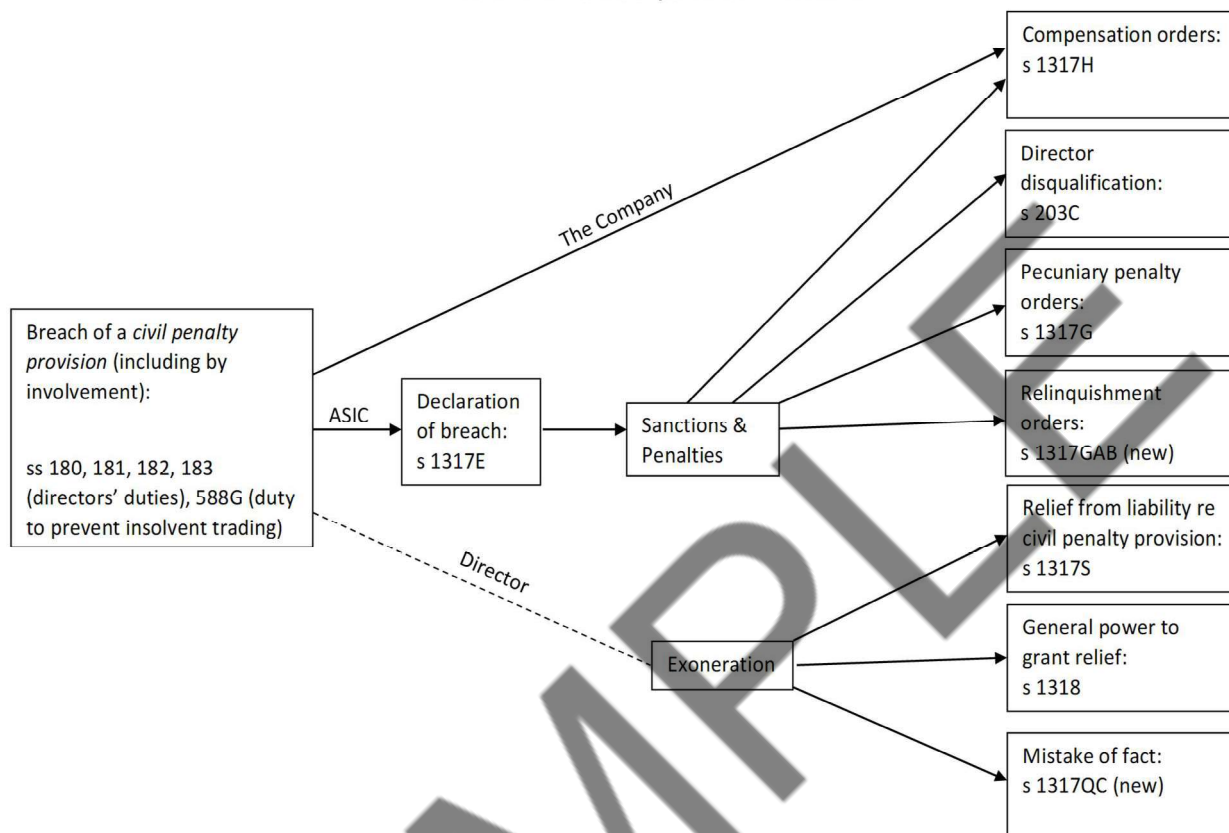 Compensation orders:
s 1317H
Director
disqualification:
s 203C
The Company
Pecuniary penalty
orders:
s 1317G
Breach of a civil penalty
provision (including by
involvement):
ss 180, 181, 182, 183
(directors’ duties), 588G (duty
to prevent insolvent trading)
ASIC
Declaration
of breach:
s 1317E
Sanctions &
Penalties
Relinquishment
orders:
s 1317GAB (new)
Director
Exoneration
Relief from liability re
civil penalty provision:
s 1317S
General power to
grant relief:
s 1318
Mistake of fact:
s 1317QC (new)
MPLE